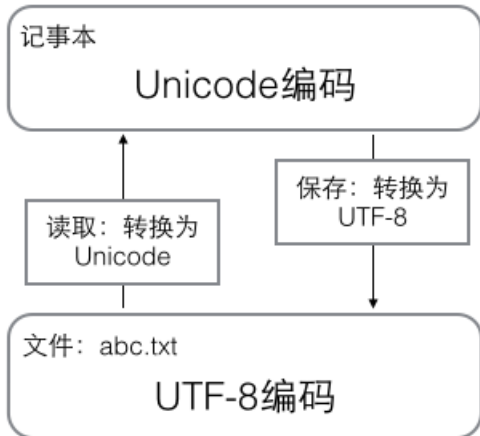 记事本
Unicode编码
保存：转换为
UTF-8
读取：转换为
Unicode
文件：abc.txt
UTF-8编码